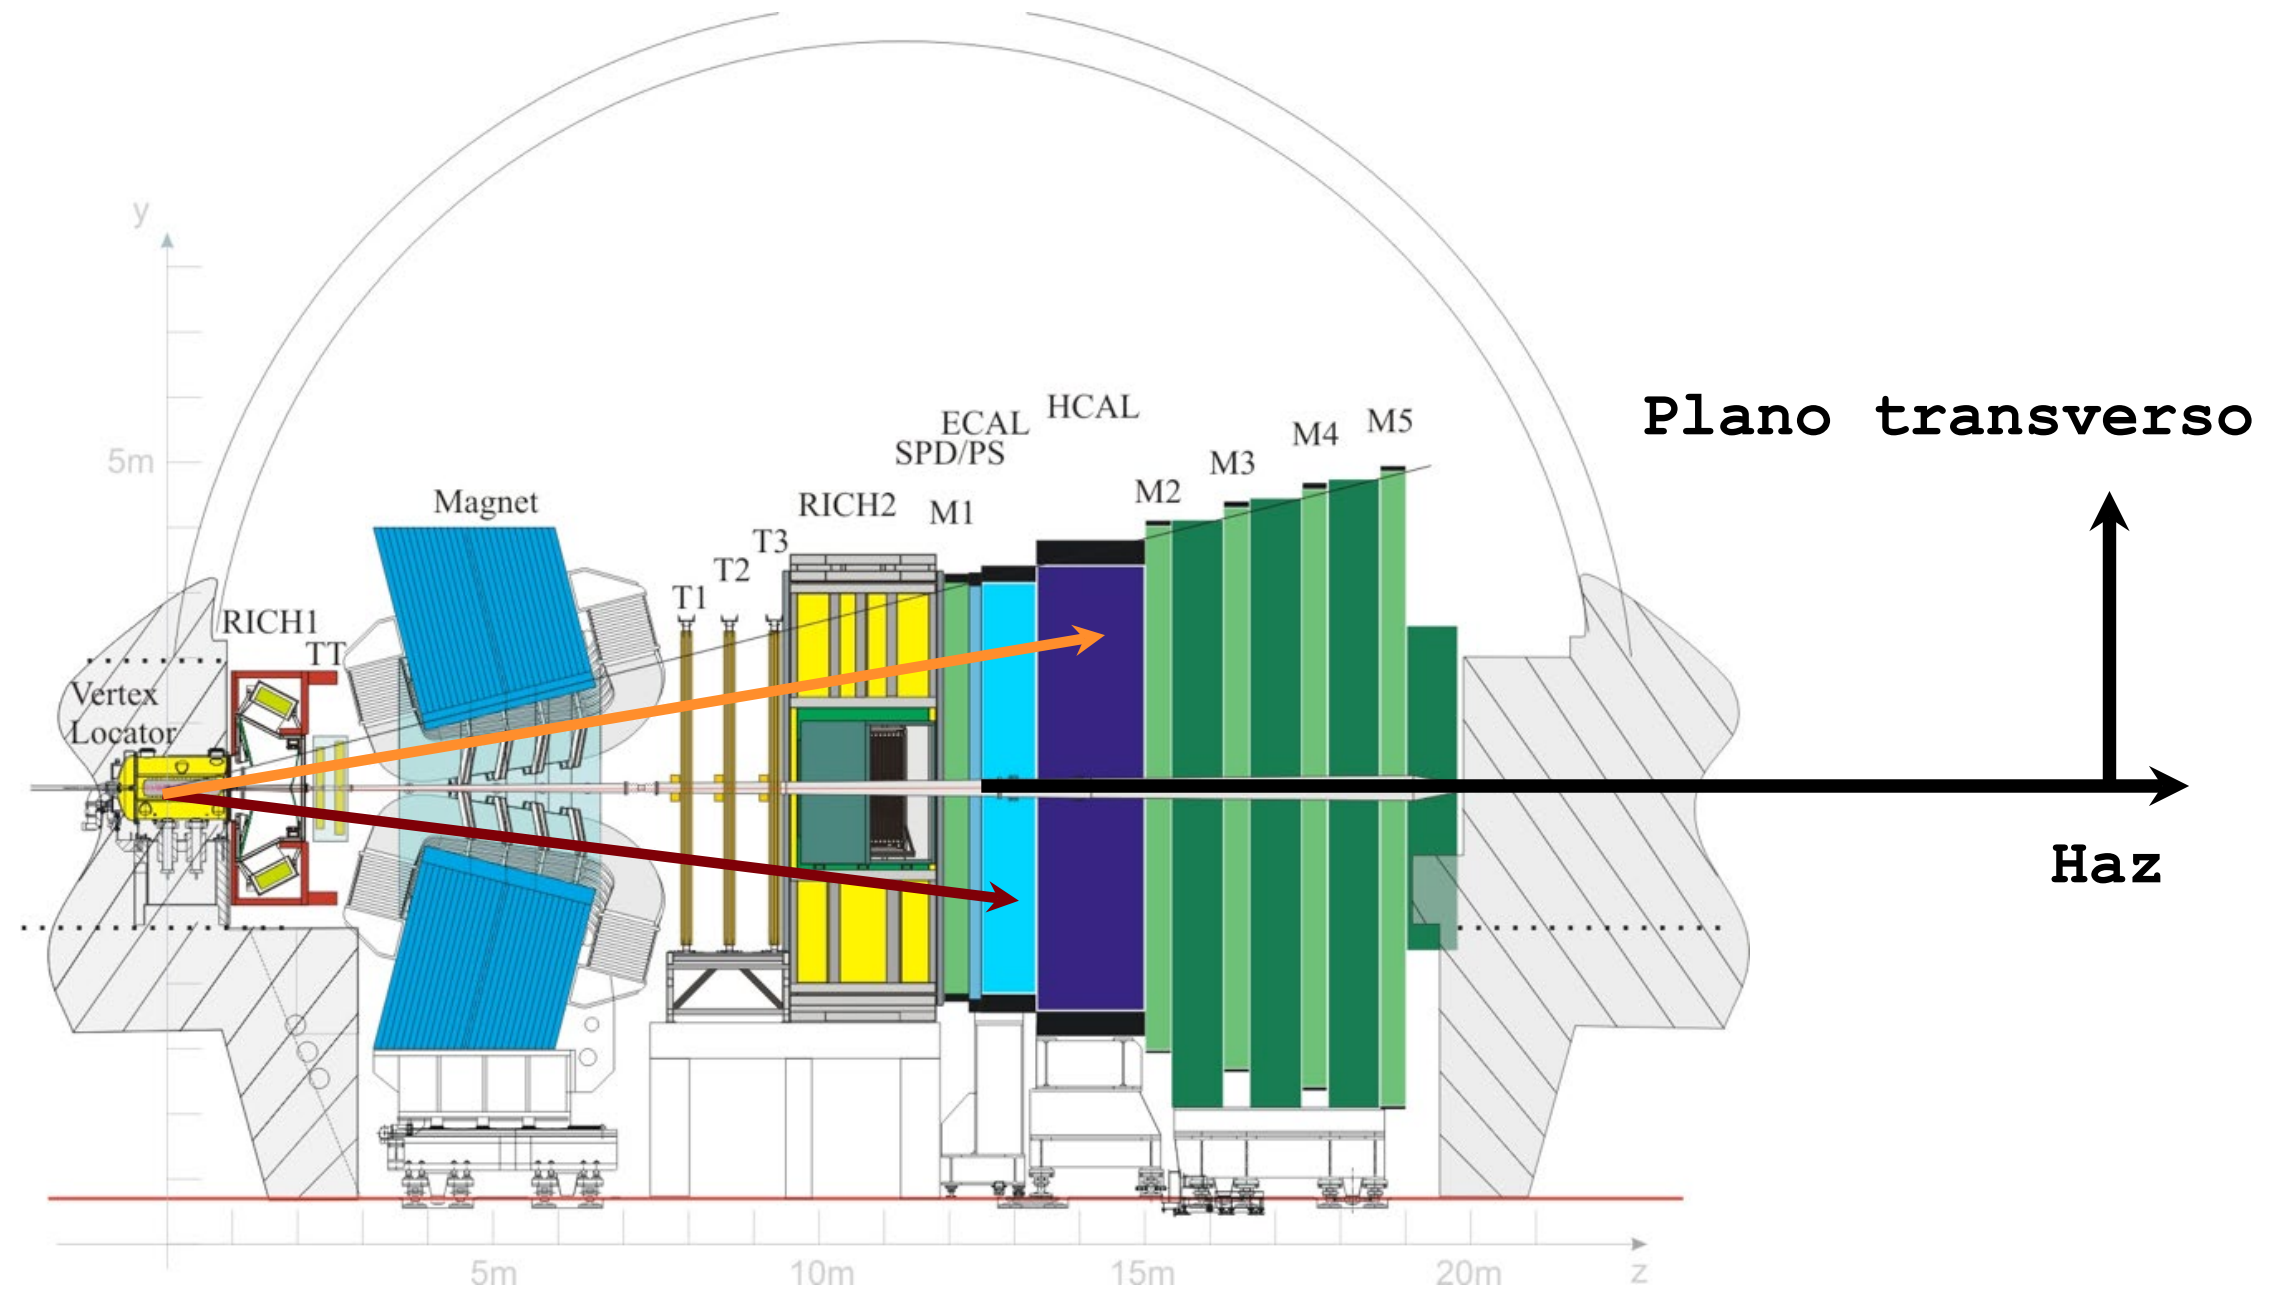 y
5m
Vertex
Locator
RICH1
TT
Magnet
T1
T2
T3
RICH2
M1
SPD/PS
ECAL
HCAL
M2
M3
M4
M5
Plano transverso
Haz
5m
10m
15m
20m
z